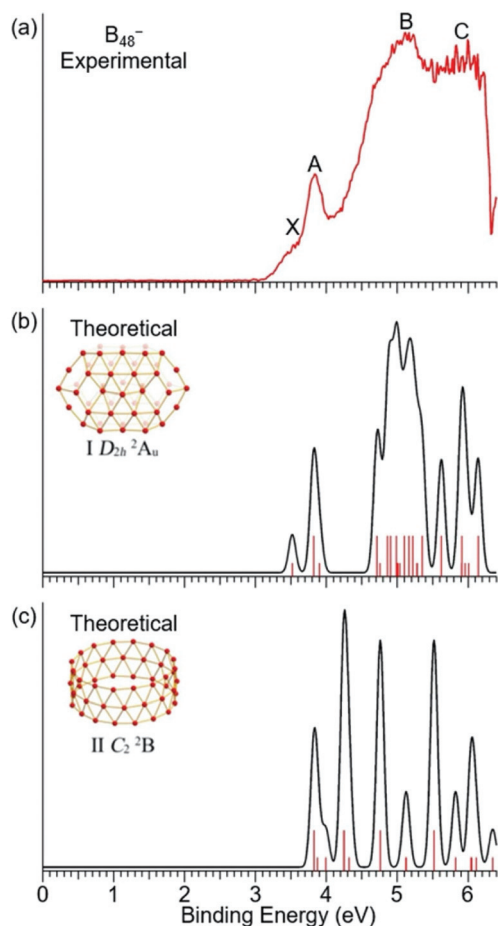 (a)
B₄₈⁻
Experimental
X
A
B
C
(b)
Theoretical
I D₂ₕ ²Aᵤ
(c)
Theoretical
II C₂ ²B
0 1 2 3 4 5 6
Binding Energy (eV)